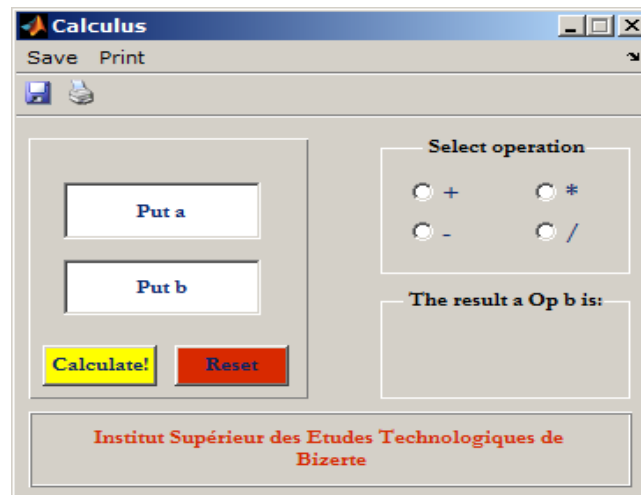 Calculus
Save Print
Select operation
Put a
+ *
- /
Put b
The result a Op b is:
Calculate! Reset
Institut Supérieur des Etudes Technologiques de
Bizerte